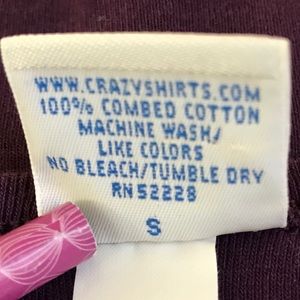 WWW.CRAZYSHIRTS.COM
100% COMBED COTTON
MACHINE WASH/
LIKE COLORS
NO BLEACH/TUMBLE DRY
RN 52228
S